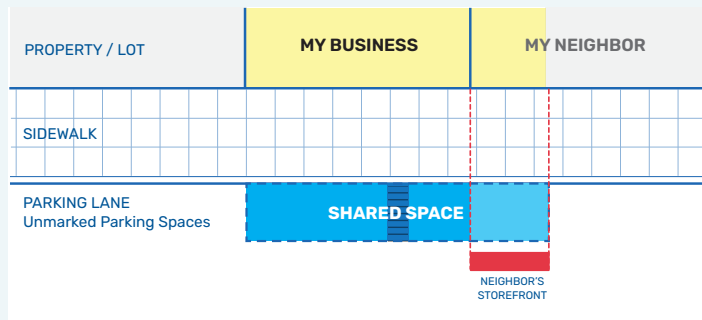 PROPERTY / LOT
MY BUSINESS
MY NEIGHBOR
SIDEWALK
PARKING LANE
Unmarked Parking Spaces
SHARED SPACE
NEIGHBOR'S
STOREFRONT